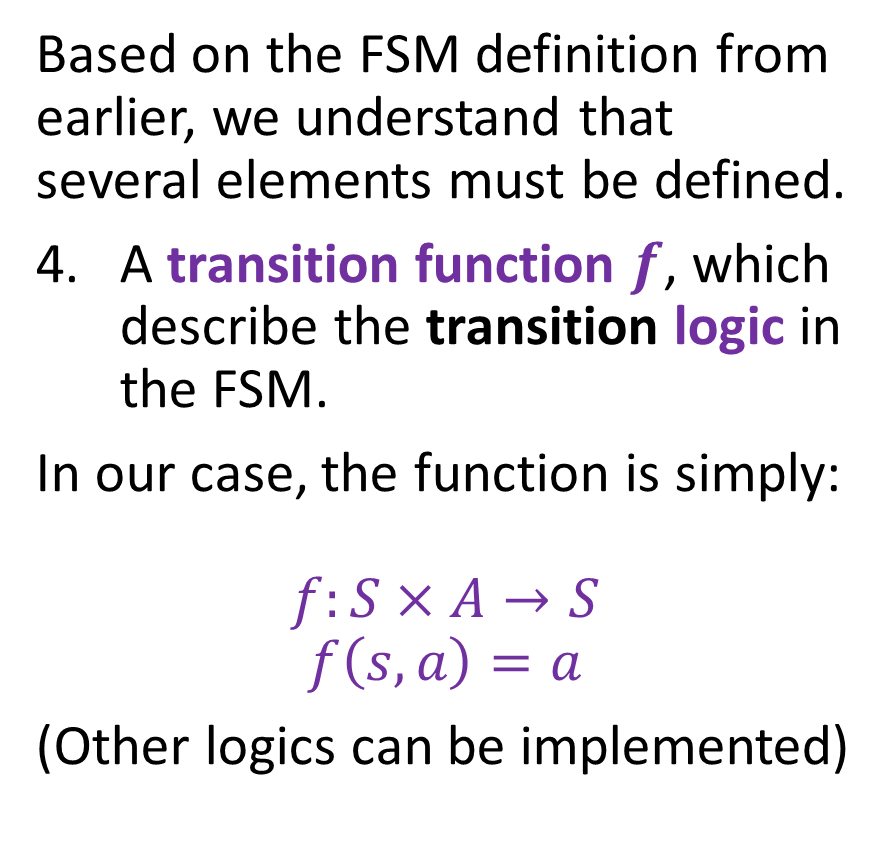 Based on the FSM definition from
earlier, we understand that
several elements must be defined.
4. A transition function f, which
describe the transition logic in
the FSM.
In our case, the function is simply:
f: S × A → S
f(s, a) = a
(Other logics can be implemented)